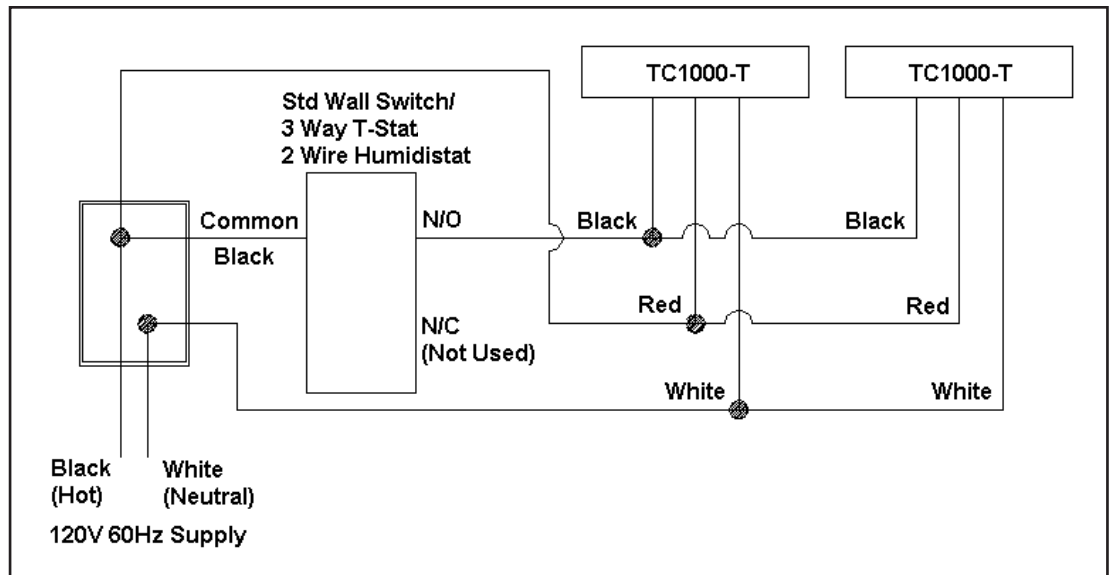 TC1000-T
TC1000-T
Std Wall Switch/
3 Way T-Stat
2 Wire Humidistat
Common
Black
N/O
Black
Black
N/C
(Not Used)
Red
Red
White
White
Black
(Hot)
White
(Neutral)
120V 60Hz Supply